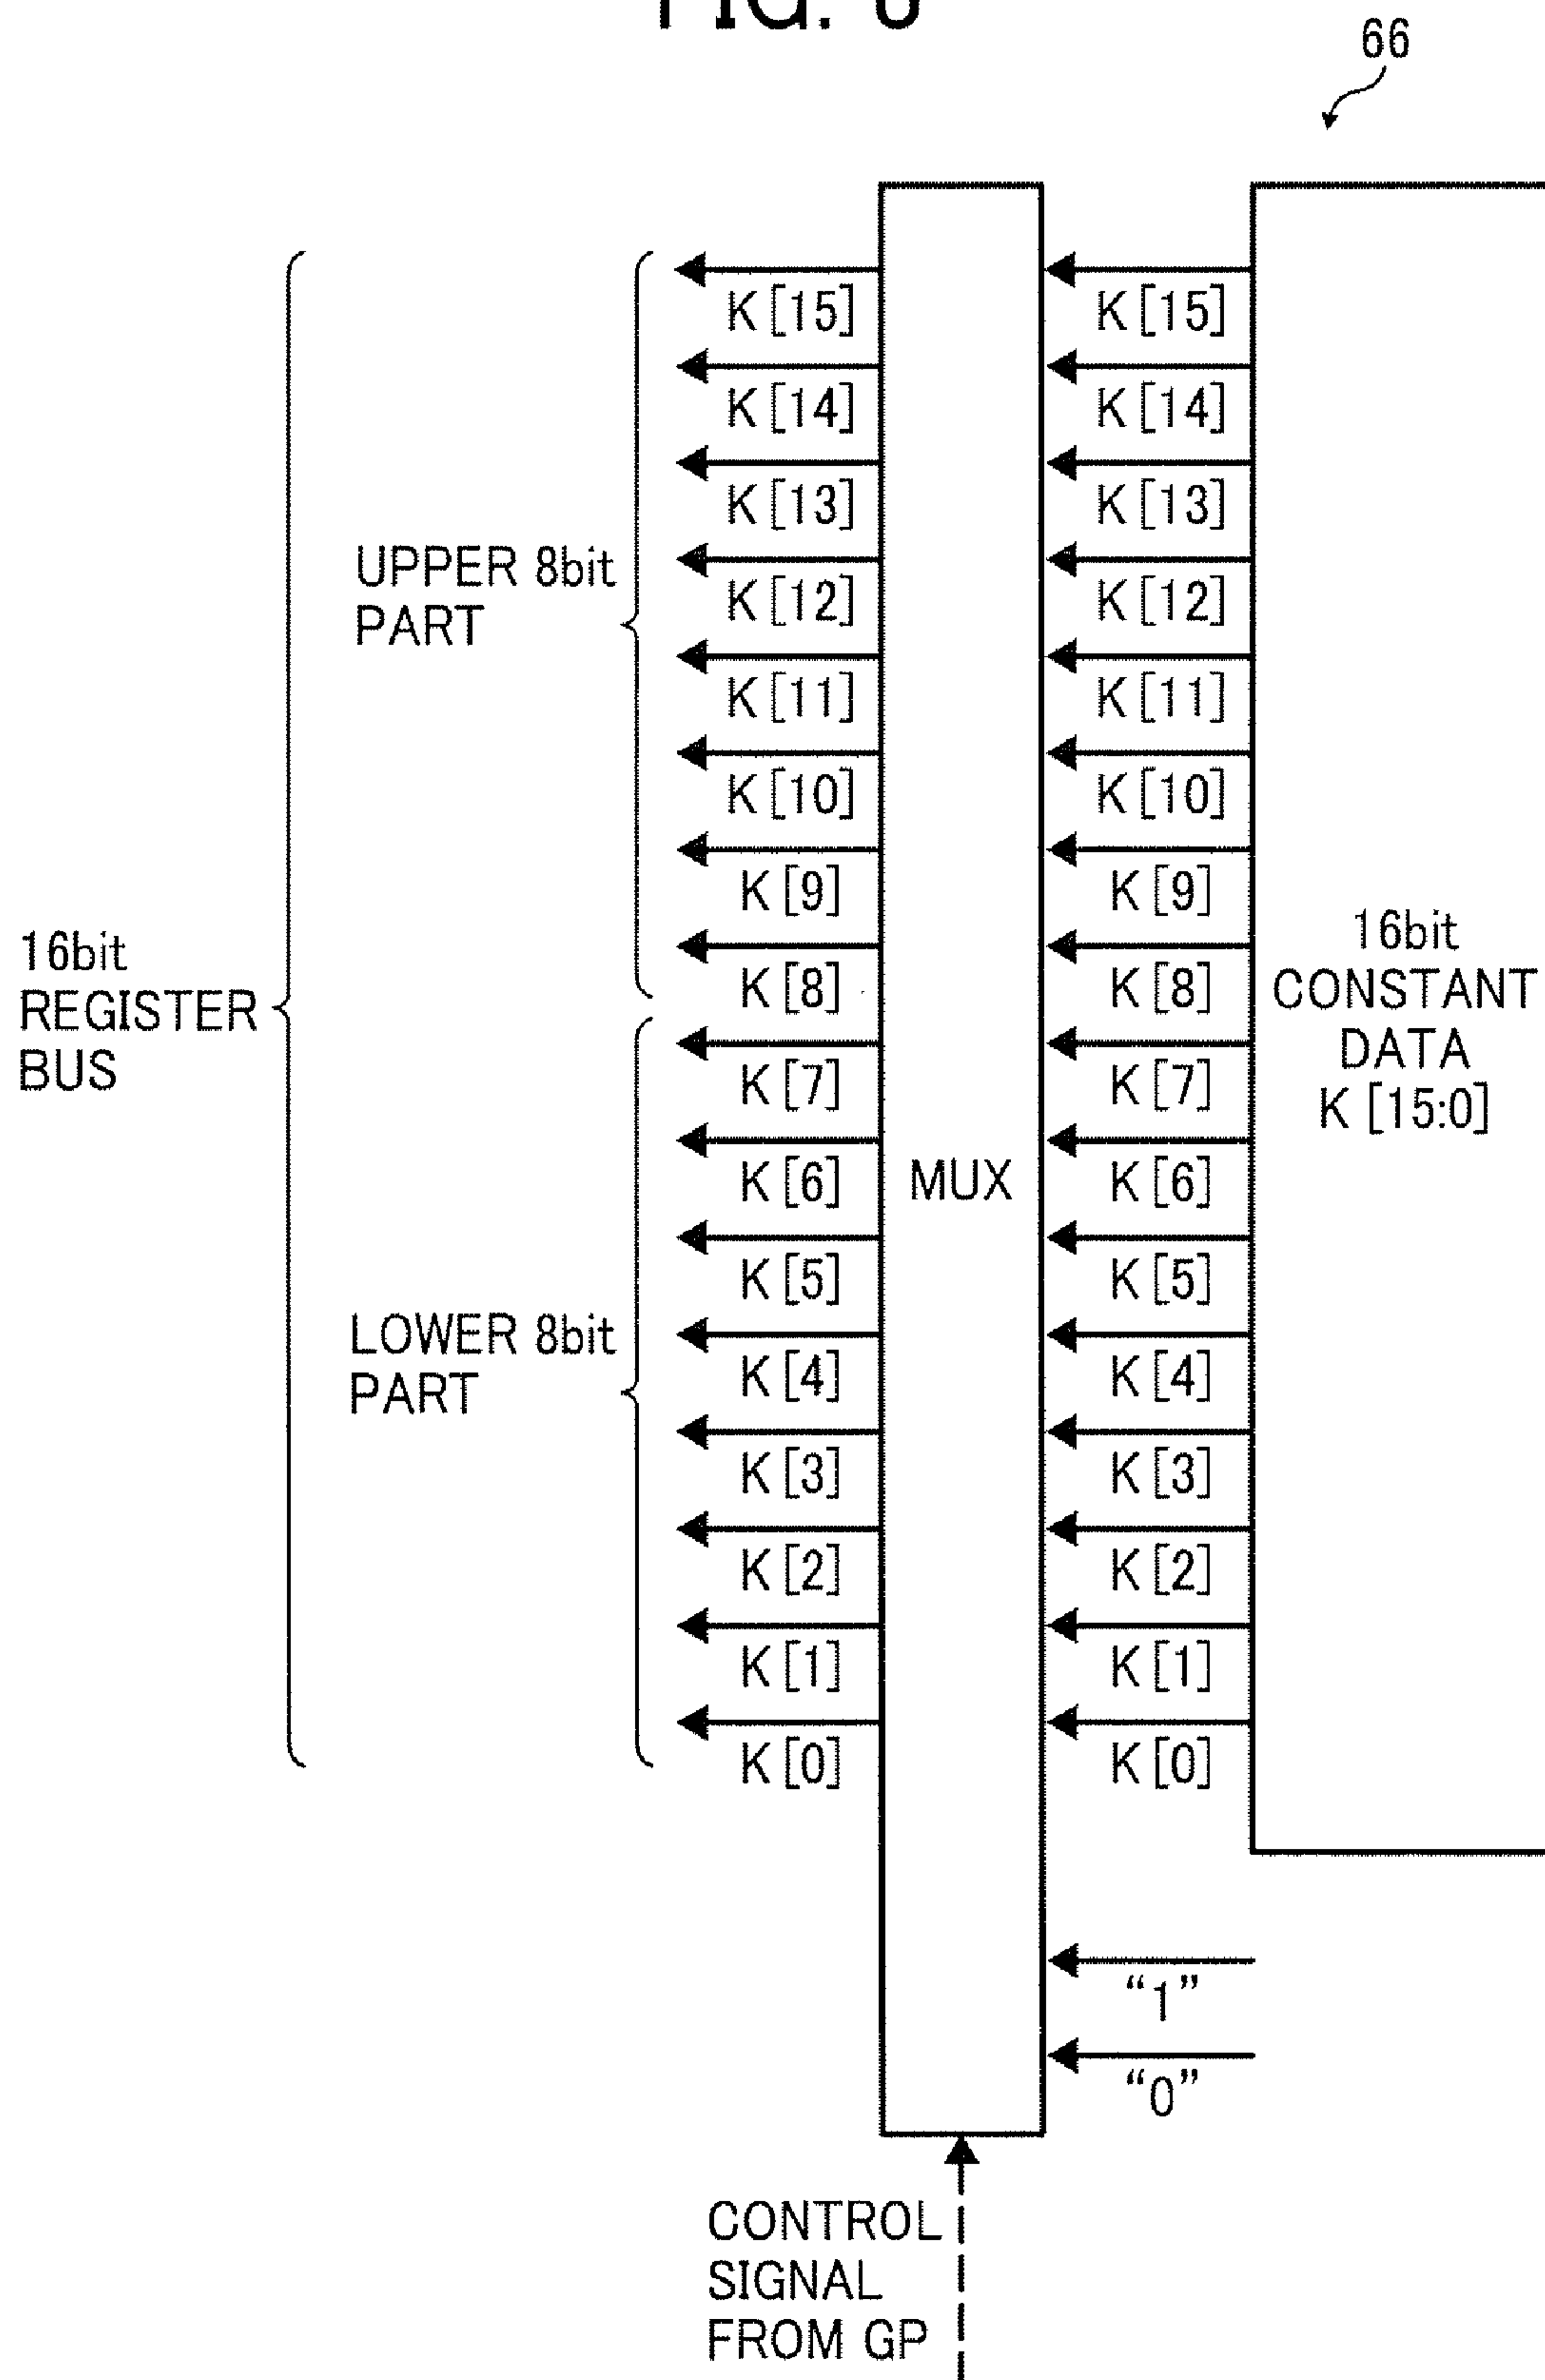 FIG.
66
K[15] K[15]
K[14] K[14]
K[13] K[13]
UPPER 8bit
PART
K[12] K[12]
K[11] K[11]
K[10] K[10]
K[9] K[9]
16bit
REGISTER
BUS
K[8] K[8]
16bit
CONSTANT
DATA
K [15:0]
K[7] K[7]
K[6] MUX K[6]
K[5] K[5]
LOWER 8bit
PART
K[4] K[4]
K[3] K[3]
K[2] K[2]
K[1] K[1]
K[0] K[0]
“1”
“0”
CONTROL
SIGNAL
FROM GP